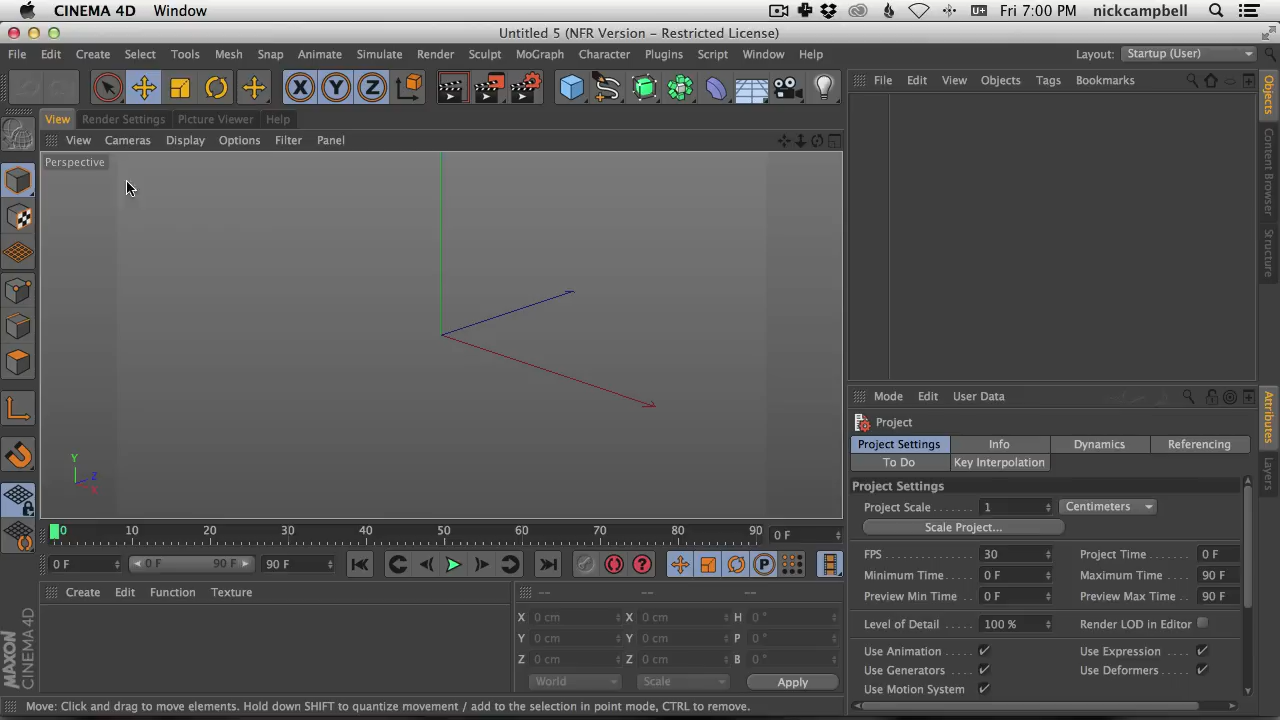 CINEMA 4D Window Fri 7:00 PM nickcampbell
Untitled 5 (NFR Version - Restricted License)
File Edit Create Select Tools Mesh Snap Animate Simulate Render Sculpt MoGraph Character Plugins Script Window Help Layout: Startup (User)
X Y Z File Edit View Objects Tags Bookmarks
View Render Settings Picture Viewer Help
View Cameras Display Options Filter Panel
Perspective
Objects
Content Browser
Structure
Y
Z
X
Mode Edit User Data
Project
Project Settings Info Dynamics Referencing
To Do Key Interpolation
Attributes
Layers
Project Settings
Project Scale . . . . . . . 1 Centimeters
Scale Project...
0 10 20 30 40 50 60 70 80 90 0 F
FPS 30 Project Time . 0 F
0 F 0 F 90 F 90 F P
Minimum Time . . . . . 0 F Maximum Time . 90 F
Preview Min Time . . 0 F Preview Max Time . 90 F
Create Edit Function Texture -- -- --
X 0 cm X 0 cm H 0 °
Y 0 cm Y 0 cm P 0 °
Z 0 cm Z 0 cm B 0 °
World Scale Apply
Level of Detail . . . . 100 % Render LOD in Editor
Use Animation . . . . Use Expression . . .
Use Generators . . . Use Deformers . . .
Use Motion System
MAXON
CINEMA 4D
Move: Click and drag to move elements. Hold down SHIFT to quantize movement / add to the selection in point mode, CTRL to remove.